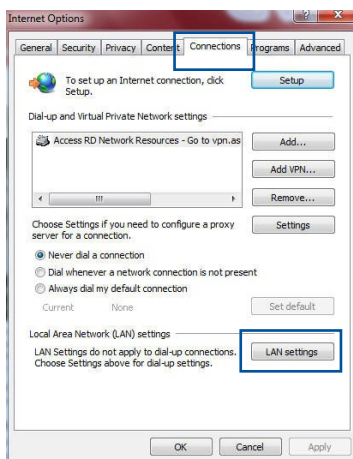 Internet Options
General Security Privacy Content Connections Programs Advanced
To set up an Internet connection, click Setup.
Setup
Dial-up and Virtual Private Network settings
Access RD Network Resources - Go to vpn.as
Add...
Add VPN...
Remove...
Choose Settings if you need to configure a proxy
server for a connection.
Settings
Never dial a connection
Dial whenever a network connection is not present
Always dial my default connection
Current None
Set default
Local Area Network (LAN) settings
LAN Settings do not apply to dial-up connections.
Choose Settings above for dial-up settings.
LAN settings
OK Cancel Apply